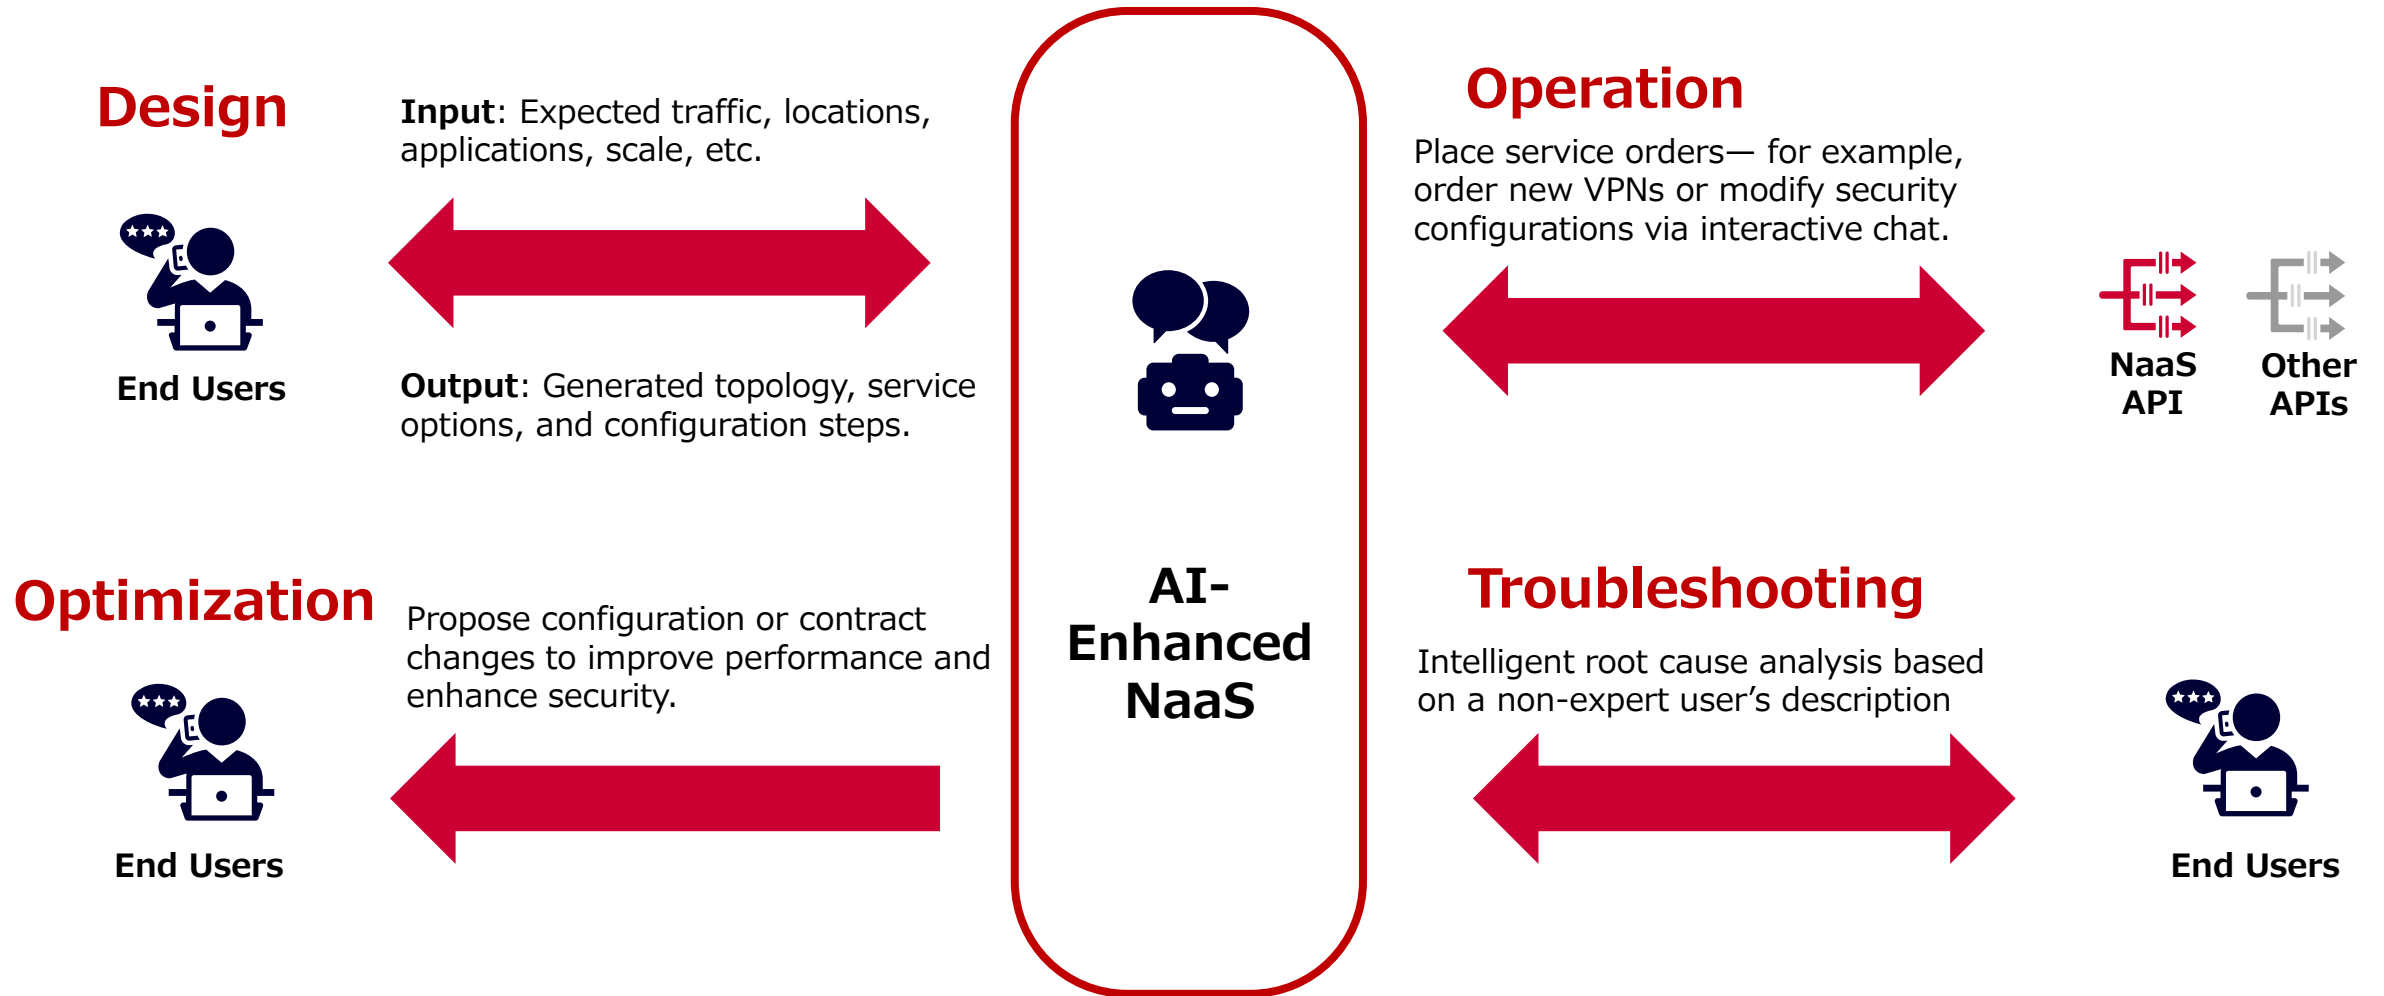 Design
Input: Expected traffic, locations,
applications, scale, etc.
End Users
Output: Generated topology, service
options, and configuration steps.
Optimization
Propose configuration or contract
changes to improve performance and
enhance security.
End Users
AI-
Enhanced
NaaS
Operation
Place service orders— for example,
order new VPNs or modify security
configurations via interactive chat.
NaaS
API
Other
APIs
Troubleshooting
Intelligent root cause analysis based
on a non-expert user’s description
End Users